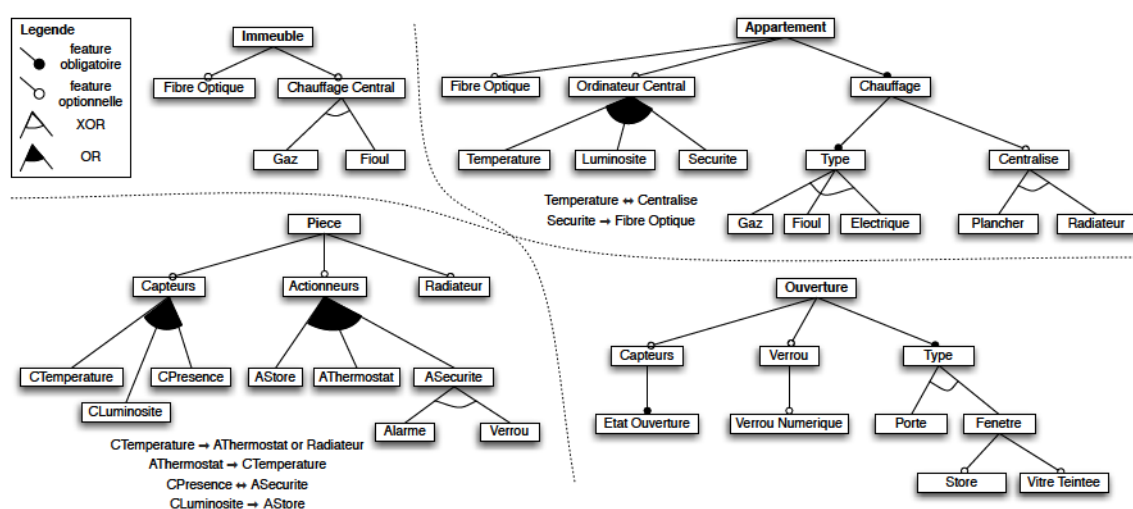 Legende
feature
obligatoire
feature
optionnelle
XOR
OR
Immeuble
Fibre Optique
Chauffage Central
Gaz
Fioul
Appartement
Fibre Optique
Ordinateur Central
Chauffage
Temperature
Luminosite
Securite
Type
Centralise
Temperature ↔ Centralise
Securite → Fibre Optique
Gaz
Fioul
Electrique
Plancher
Radiateur
Piece
Capteurs
Actionneurs
Radiateur
CTemperature
CPresence
CLuminosite
AStore
AThermostat
ASecurite
Alarme
Verrou
CTemperature → AThermostat or Radiateur
AThermostat → CTemperature
CPresence ↔ ASecurite
CLuminosite → AStore
Ouverture
Capteurs
Verrou
Type
Etat Ouverture
Verrou Numerique
Porte
Fenetre
Store
Vitre Teintee